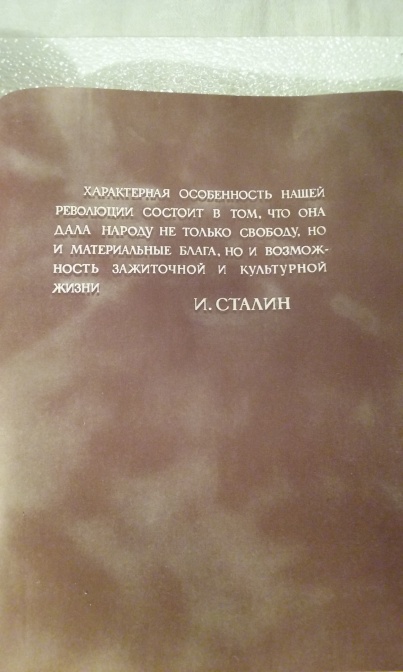 ХАРАКТЕРНАЯ ОСОБЕННОСТЬ НАШЕЙ
РЕВОЛЮЦИИ СОСТОИТ В ТОМ, ЧТО ОНА
ДАЛА НАРОДУ НЕ ТОЛЬКО СВОБОДУ, НО
И МАТЕРИАЛЬНЫЕ БЛАГА, НО И ВОЗМОЖ-
НОСТЬ ЗАЖИТОЧНОЙ И КУЛЬТУРНОЙ
ЖИЗНИ
И. СТАЛИН